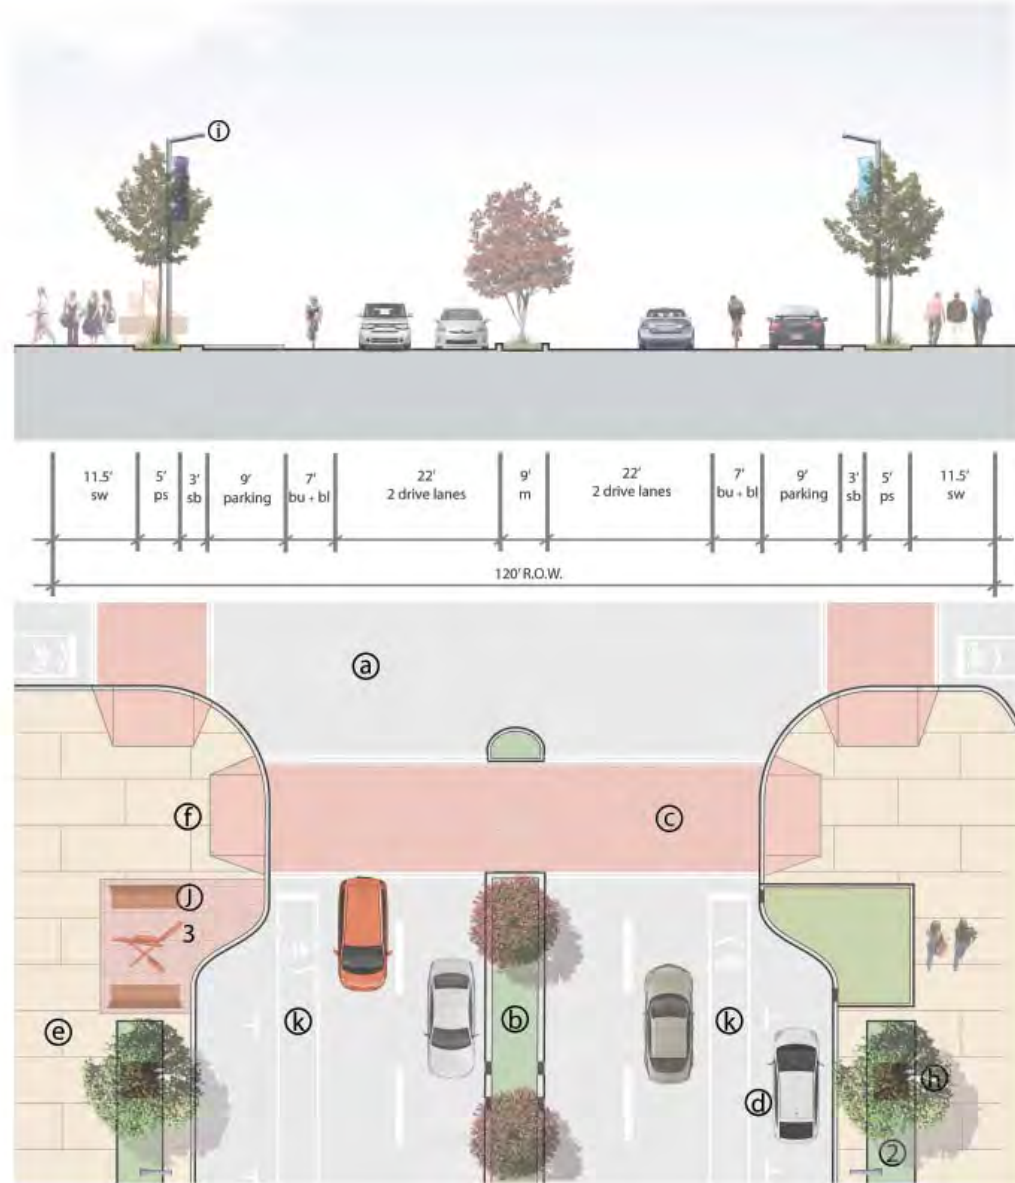 i
11.5' 5' 3' 9' 7' 22' 9' 22' 7' 9' 3' 5' 11.5'
sw ps sb parking bu + bl 2 drive lanes m 2 drive lanes bu + bl parking sb ps sw
120' R.O.W.
a
f c
J
3
e k b k
h
d
2